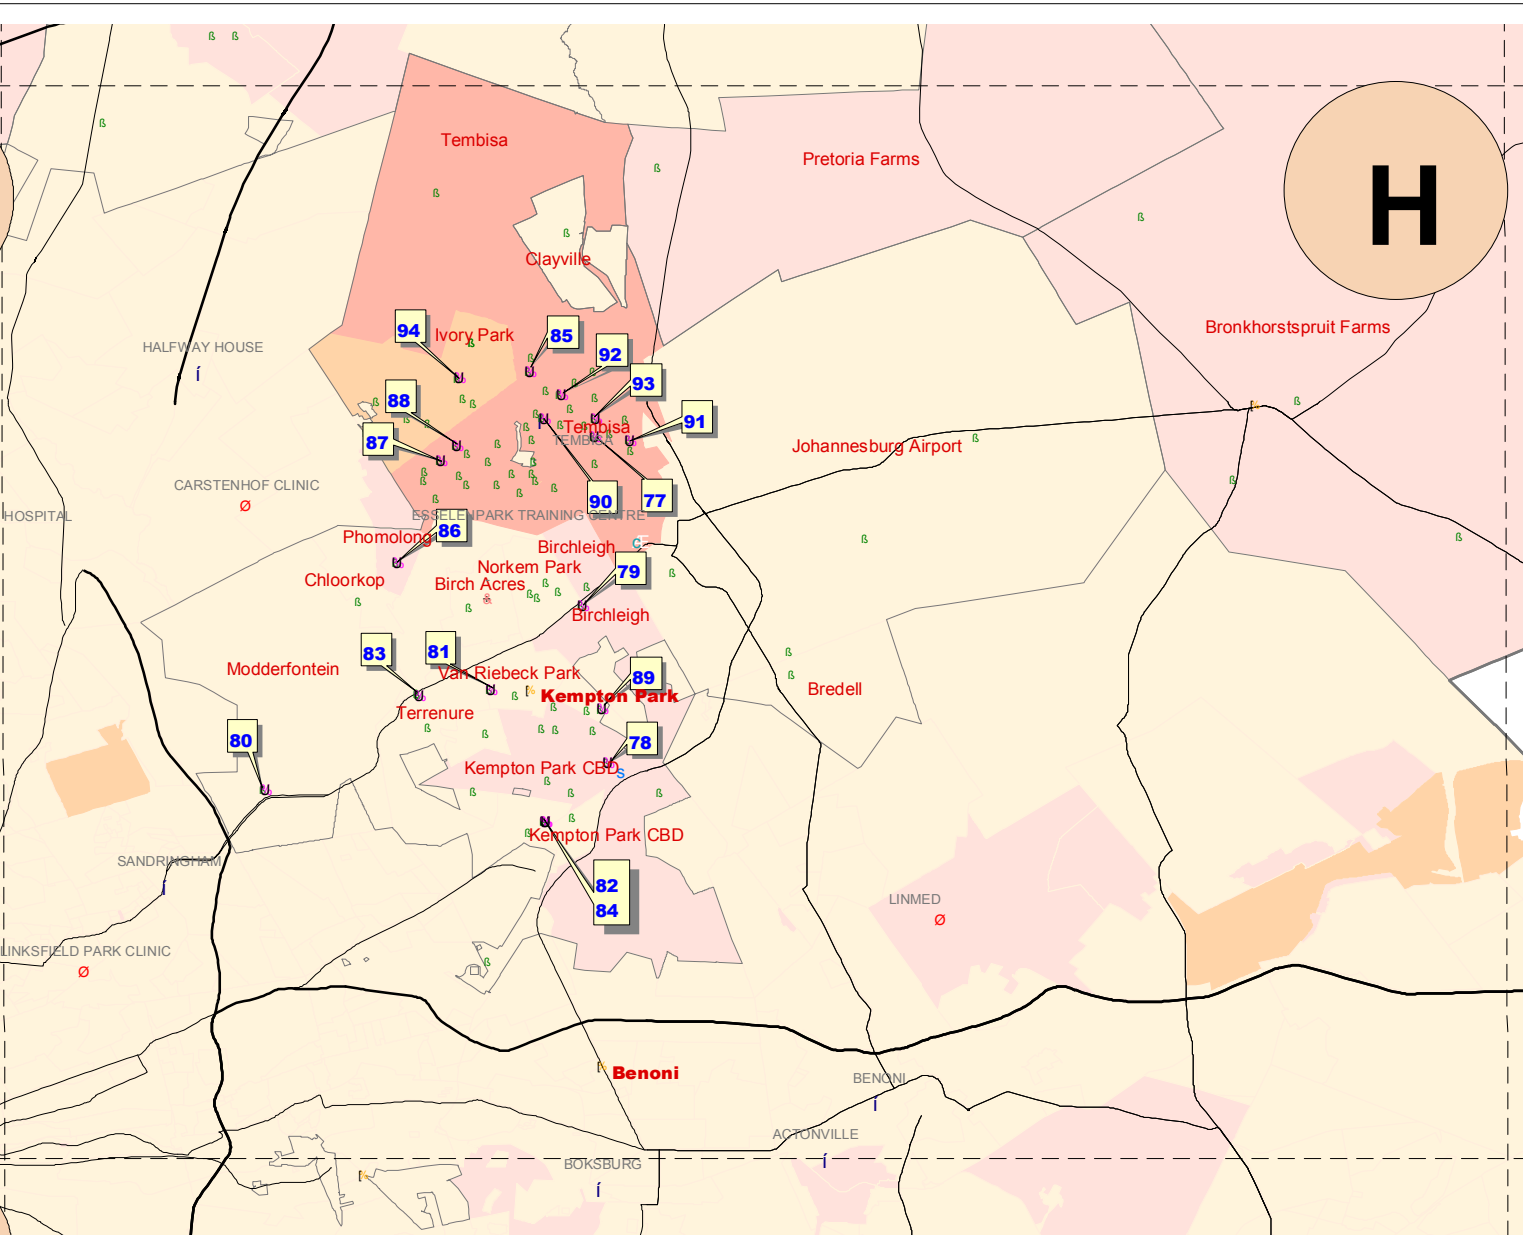 Tembisa
Pretoria Farms
H
Clayville
94
Ivory Park
85
Bronkhorstspruit Farms
HALFWAY HOUSE
92
93
88
91
Tembisa
TEMBISA
87
Johannesburg Airport
CARSTENHOF CLINIC
90
77
HOSPITAL
ESSELENPARK TRAINING CENTRE
86
Phomolong
Birchleigh
Norkem Park
79
Chloorkop
Birch Acres
Birchleigh
83
81
Modderfontein
Van Riebeck Park
89
Kempton Park
Bredell
Terrenure
80
78
Kempton Park CBD
Kempton Park CBD
SANDRINGHAM
82
84
LINMED
LINKSFIELD PARK CLINIC
Benoni
BENONI
ACTONVILLE
BOKSBURG